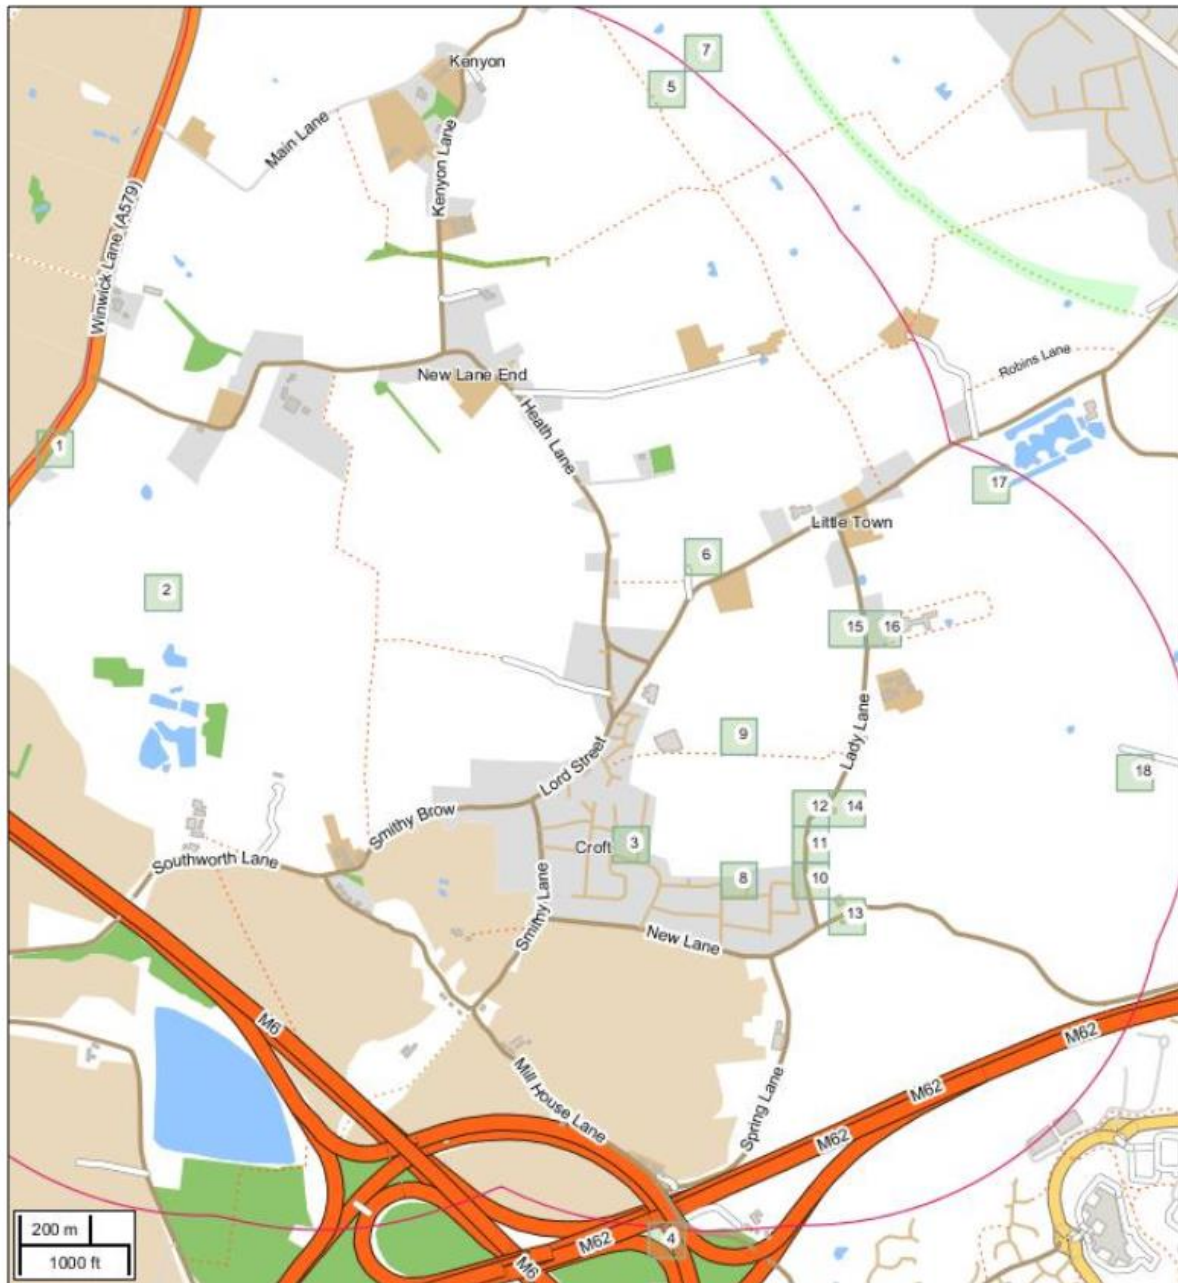 7
Kenyon
5
Main Lane
Kenyon Lane
Winwick Lane (A579)
Robins Lane
New Lane End
Heath Lane
1
17
Little Town
6
2
15
16
Lady Lane
9
Lord Street
18
12
14
Smithy Brow
3
Croft
11
Southworth Lane
8
10
Smithy Lane
13
New Lane
M6
M62
Mill House Lane
M62
Spring Lane
M62
200 m
4
M62
1000 ft
M6